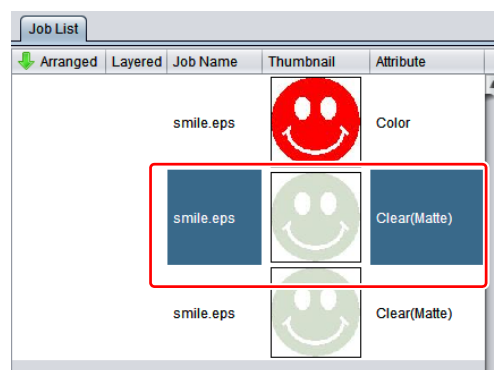 Job List
Arranged Layered Job Name Thumbnail Attribute
smile.eps Color
smile.eps Clear(Matte)
smile.eps Clear(Matte)